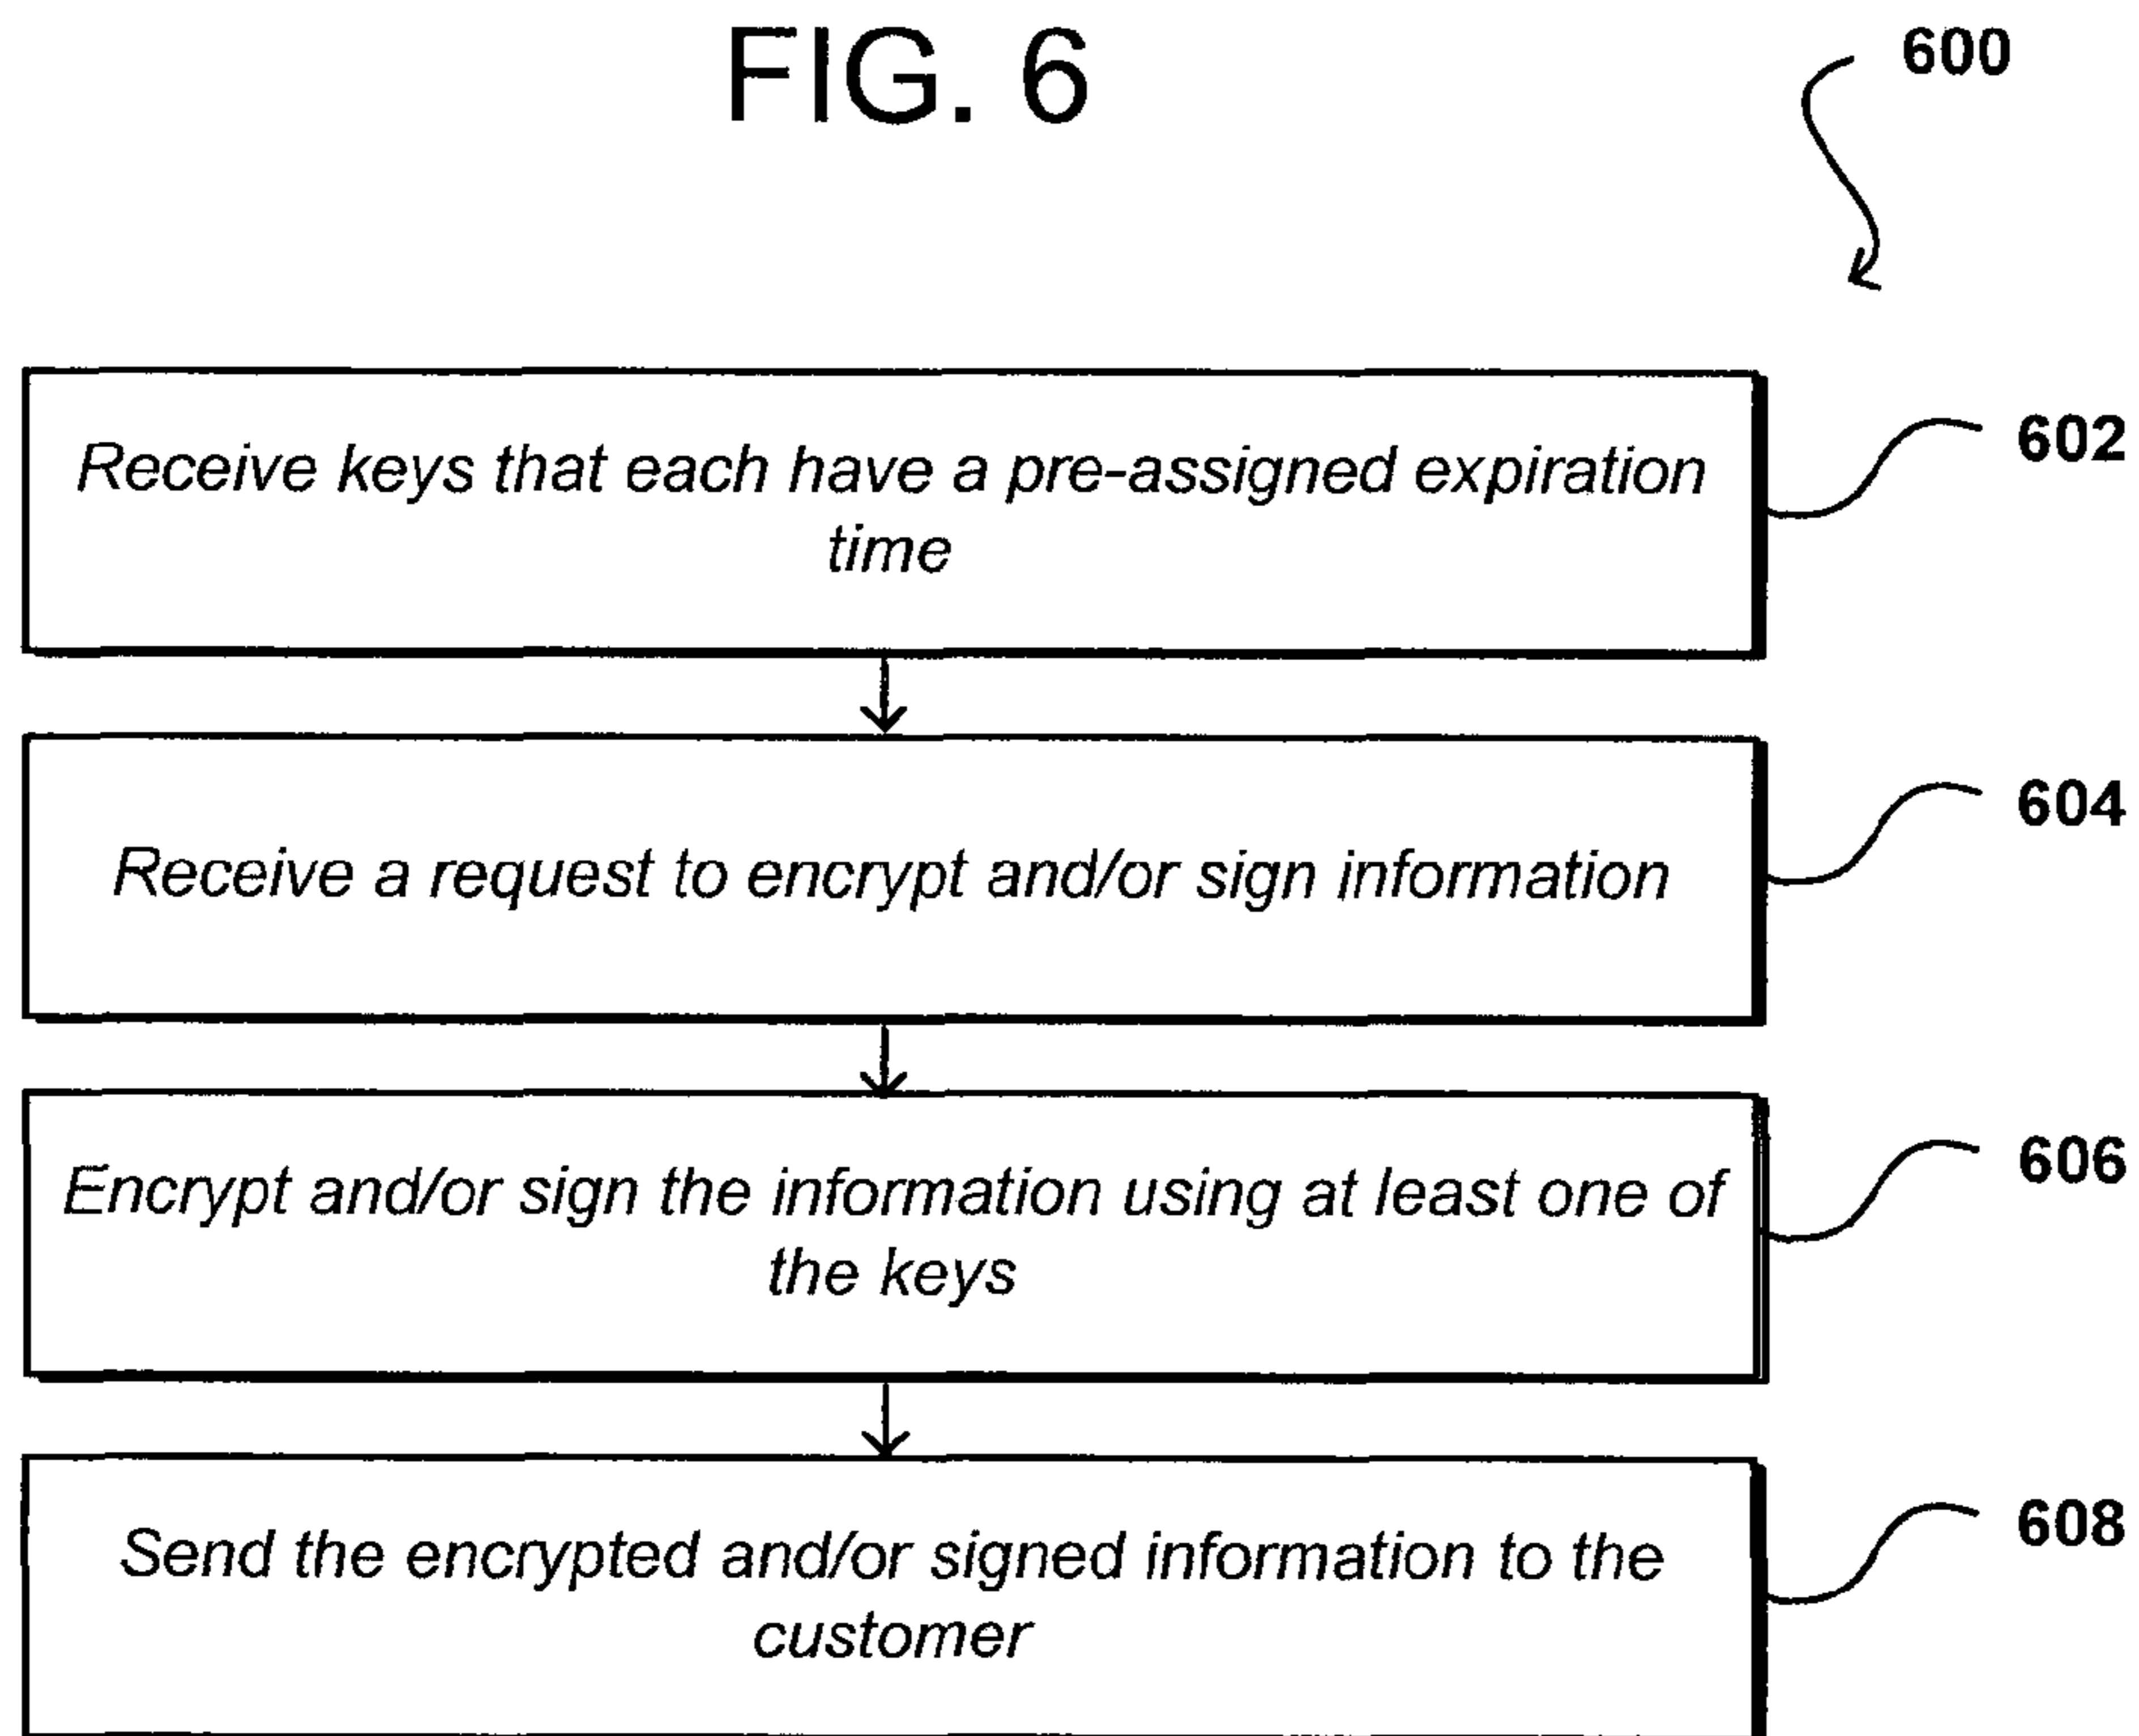 FIG. 6
600
Receive keys that each have a pre-assigned expiration
time
602
Receive a request to encrypt and/or sign information
604
Encrypt and/or sign the information using at least one of
the keys
606
Send the encrypted and/or signed information to the
customer
608